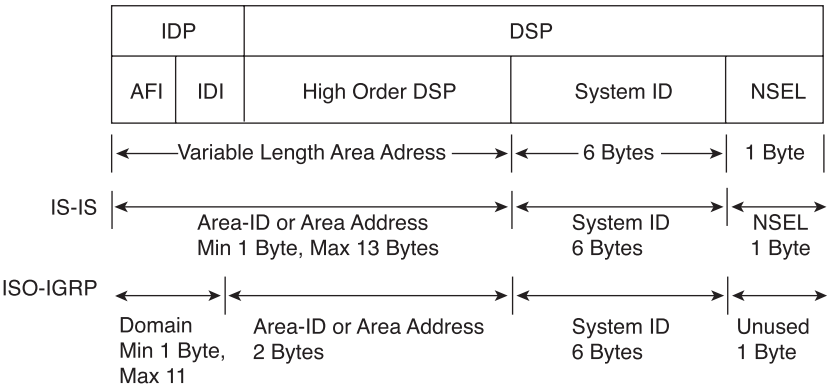 IDP DSP
AFI IDI High Order DSP System ID NSEL
Variable Length Area Adress 6 Bytes 1 Byte
IS-IS
Area-ID or Area Address System ID NSEL
Min 1 Byte, Max 13 Bytes 6 Bytes 1 Byte
ISO-IGRP
Domain Area-ID or Area Address System ID Unused
Min 1 Byte, 2 Bytes 6 Bytes 1 Byte
Max 11